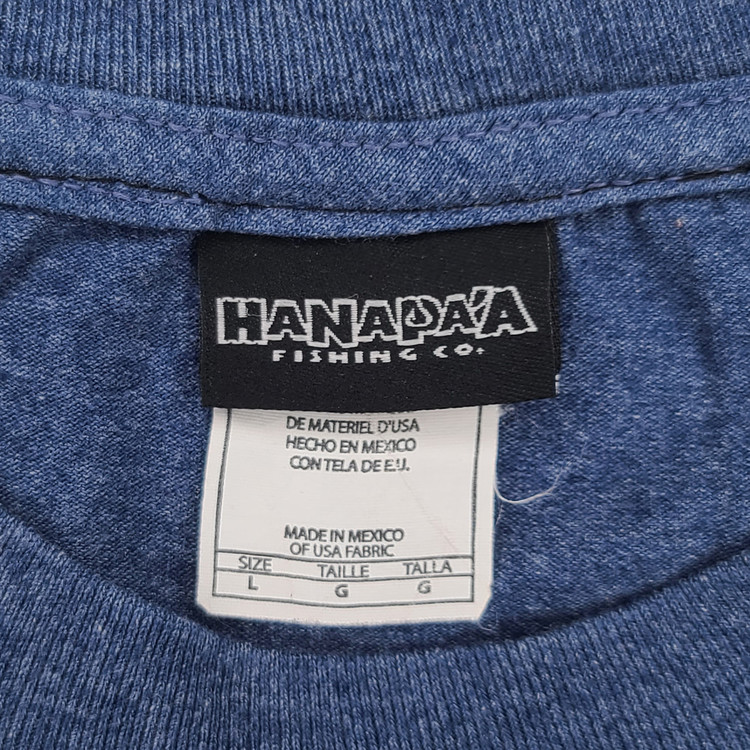 HANAPA'A
FISHING CO.
DE MATERIEL D'USA
HECHO EN MEXICO
CON TELA DE E.U.
MADE IN MEXICO
OF USA FABRIC
SIZE TAILLE TALLA
L G G